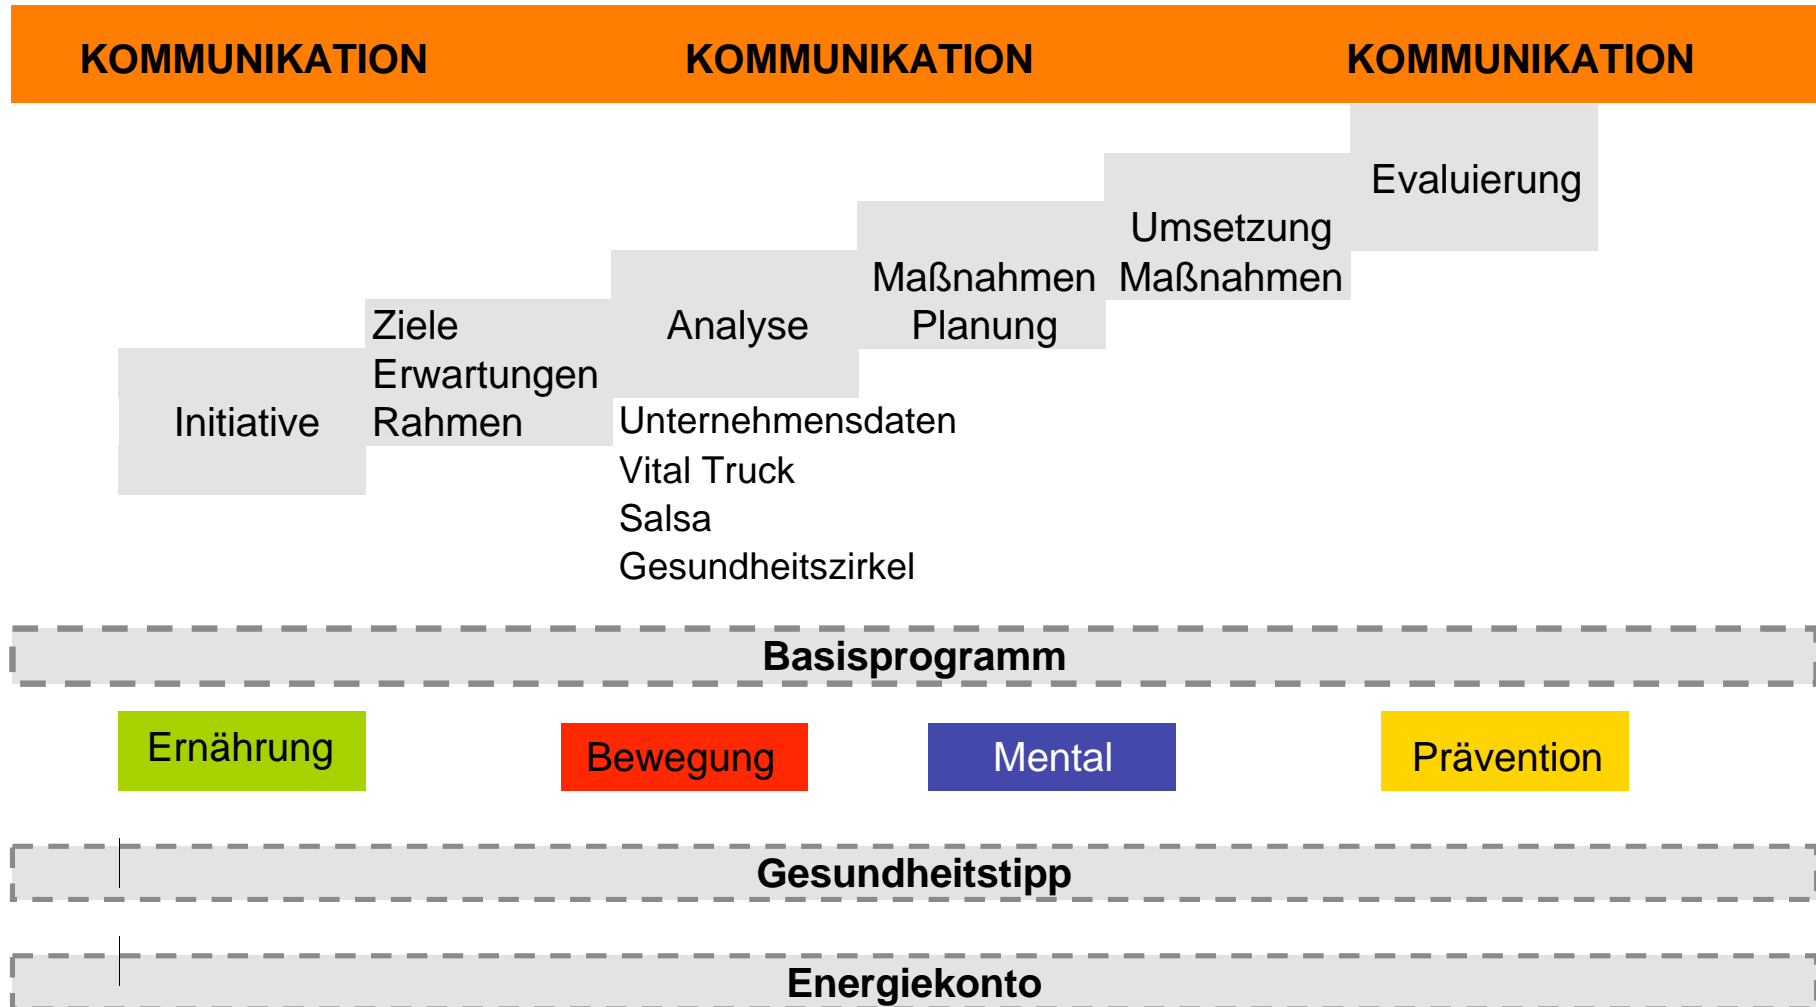 KOMMUNIKATION KOMMUNIKATION KOMMUNIKATION
Initiative
Ziele
Erwartungen
Rahmen
Analyse
Unternehmensdaten
Vital Truck
Salsa
Gesundheitszirkel
Maßnahmen
Planung
Umsetzung
Maßnahmen
Evaluierung
Basisprogramm
Ernährung
Bewegung
Mental
Prävention
Gesundheitstipp
Energiekonto